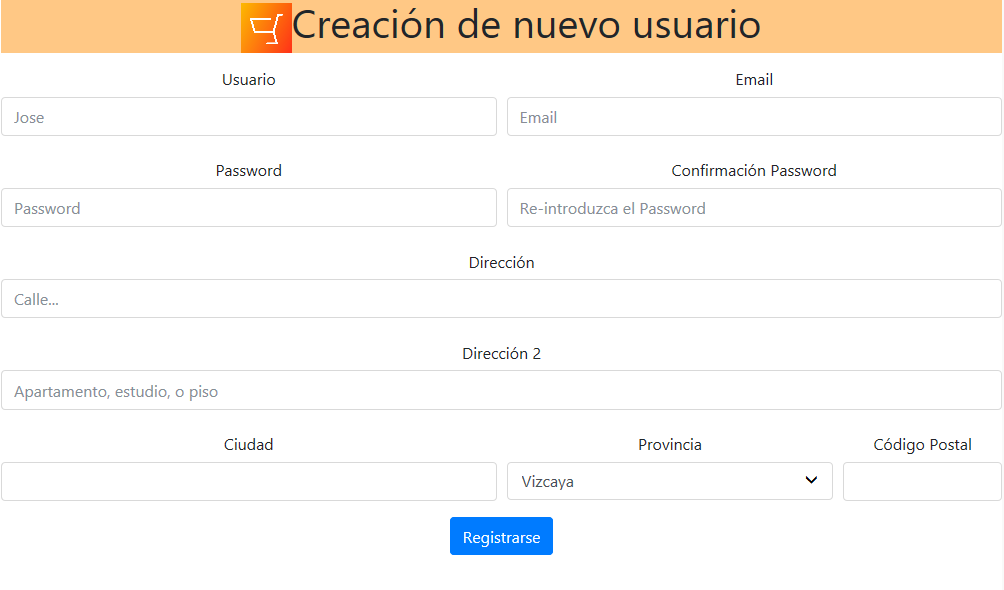 Creación de nuevo usuario
Usuario Email
Jose Email
Password Confirmación Password
Password Re-introduzca el Password
Dirección
Calle...
Dirección 2
Apartamento, estudio, o piso
Ciudad Provincia Código Postal
Vizcaya
Registrarse